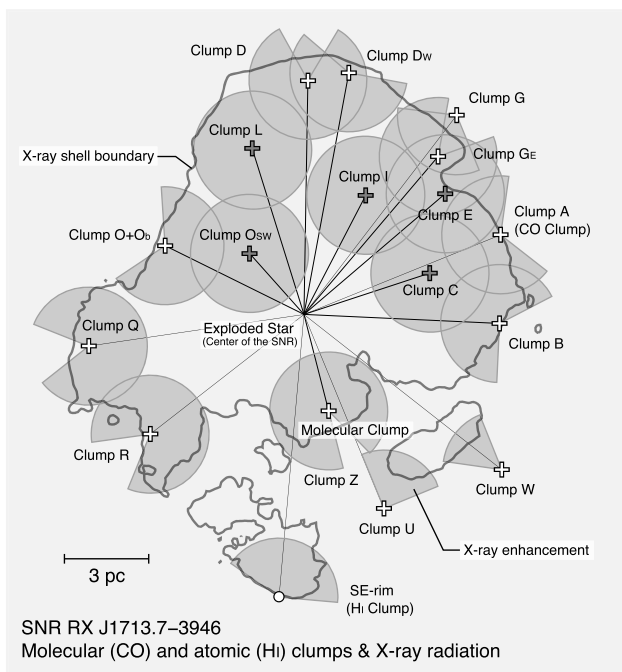 Clump D
Clump Dw
Clump G
Clump L
X-ray shell boundary
Clump GE
Clump I
Clump E
Clump A
(CO Clump)
Clump O+Ob
Clump Osw
Clump C
Clump Q
Exploded Star
(Center of the SNR)
Clump B
Molecular Clump
Clump R
Clump Z
Clump W
Clump U
X-ray enhancement
3 pc
SE-rim
(HI Clump)
SNR RX J1713.7−3946
Molecular (CO) and atomic (HI) clumps & X-ray radiation